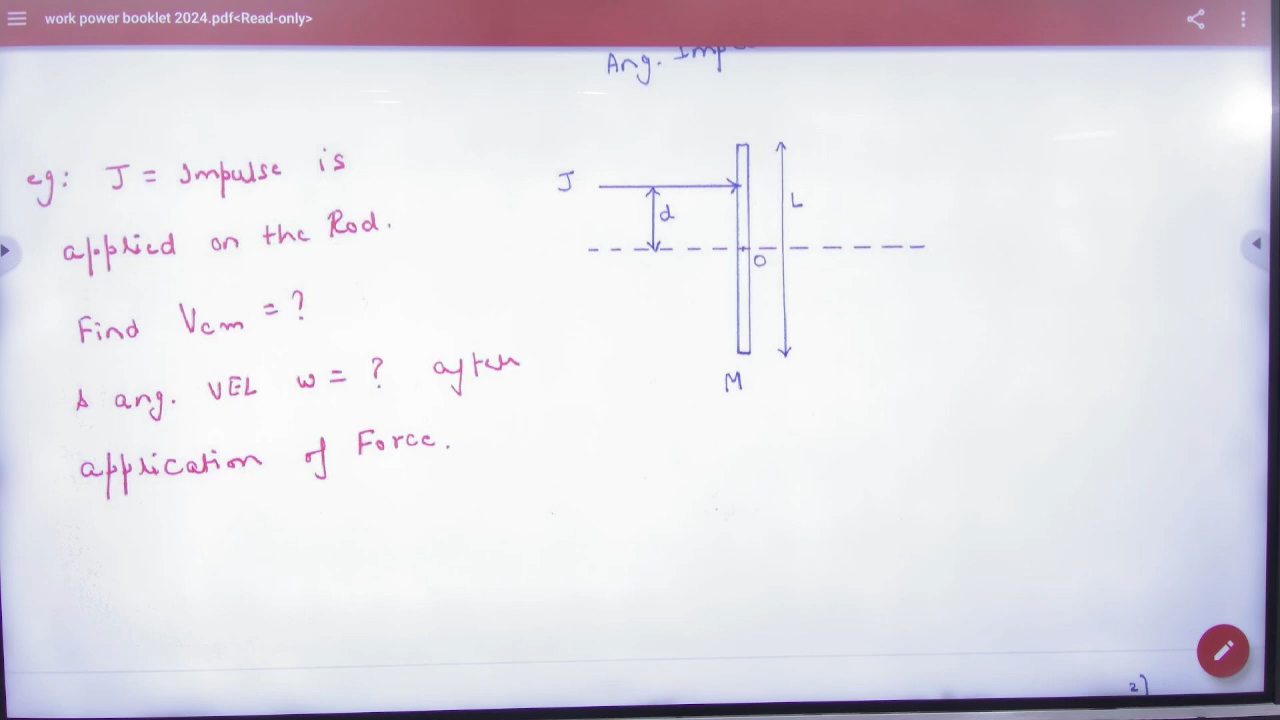 work power booklet 2024.pdf<Read-only>
Ang.
eg: J = Impulse is
applied on the Rod.
Find Vcm = ?
& ang. VEL w = ? after
application of Force.
J
d
L
O
M
2)